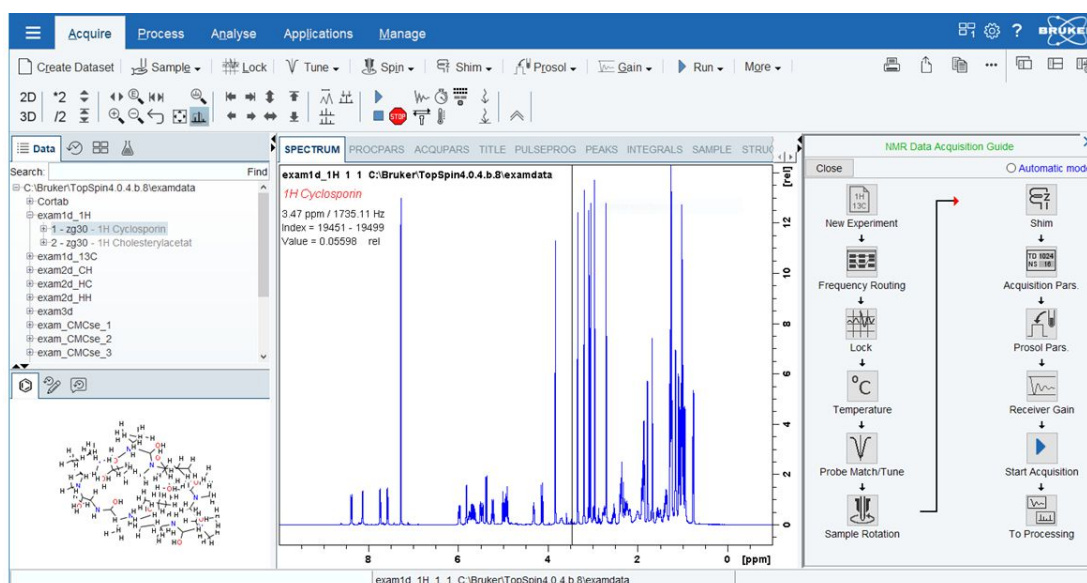 Acquire Process Analyse Applications Manage
BRUKER
Create Dataset Sample Lock Tune Spin Shim Prosol Gain Run More
2D *2
3D /2
STOP
Data
Search: Find
C:\Bruker\TopSpin4.0.4.b.8\examdata
Cortab
exam1d_1H
1 - zg30 - 1H Cyclosporin
2 - zg30 - 1H Cholesterylacetat
exam1d_13C
exam2d_CH
exam2d_HC
exam2d_HH
exam3d
exam_CMCse_1
exam_CMCse_2
exam_CMCse_3
SPECTRUM PROCPARS ACQUPARS TITLE PULSEPROG PEAKS INTEGRALS SAMPLE STRUC
exam1d_1H 1 1 C:\Bruker\TopSpin4.0.4.b.8\examdata
1H Cyclosporin
3.47 ppm / 1735.11 Hz
Index = 19451 - 19499
Value = 0.05598 rel
[rel]
12
10
8
6
4
2
0
8 6 4 2 0 [ppm]
NMR Data Acquisition Guide
Close Automatic mode
1H
13C
New Experiment
Frequency Routing
Lock
°C
Temperature
Probe Match/Tune
Sample Rotation
Z
Shim
TD 1024
NS 16
Acquisition Pars.
Prosol Pars.
Receiver Gain
Start Acquisition
To Processing
exam1d_1H 1 1 C:\Bruker\TopSpin4.0.4.b.8\examdata